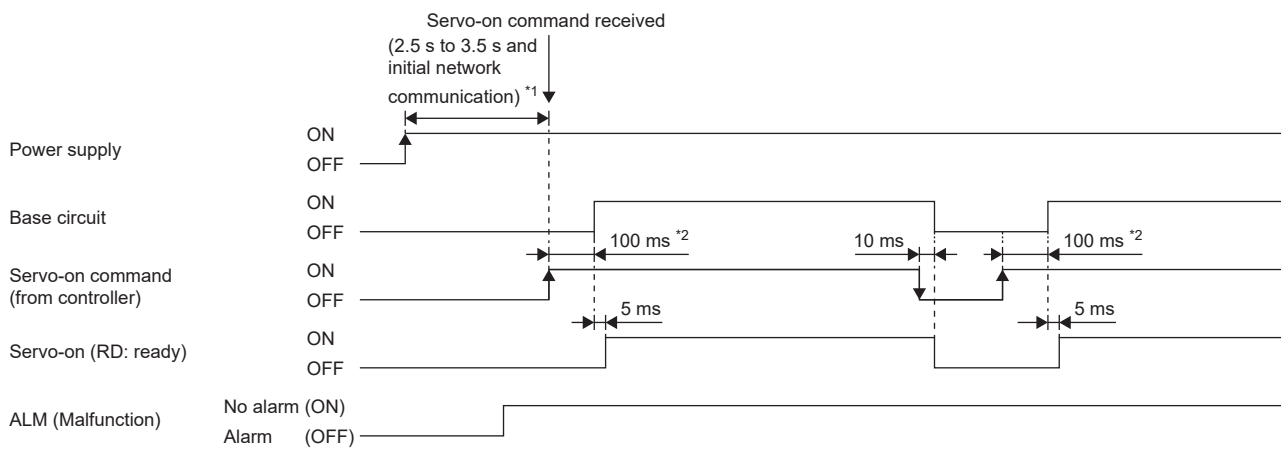 Servo-on command received
(2.5 s to 3.5 s and
initial network
communication) *1
ON
Power supply
OFF
ON
Base circuit
OFF
100 ms *2
10 ms
100 ms *2
Servo-on command
(from controller)
ON
OFF
5 ms
5 ms
ON
Servo-on (RD: ready)
OFF
No alarm (ON)
ALM (Malfunction)
Alarm (OFF)